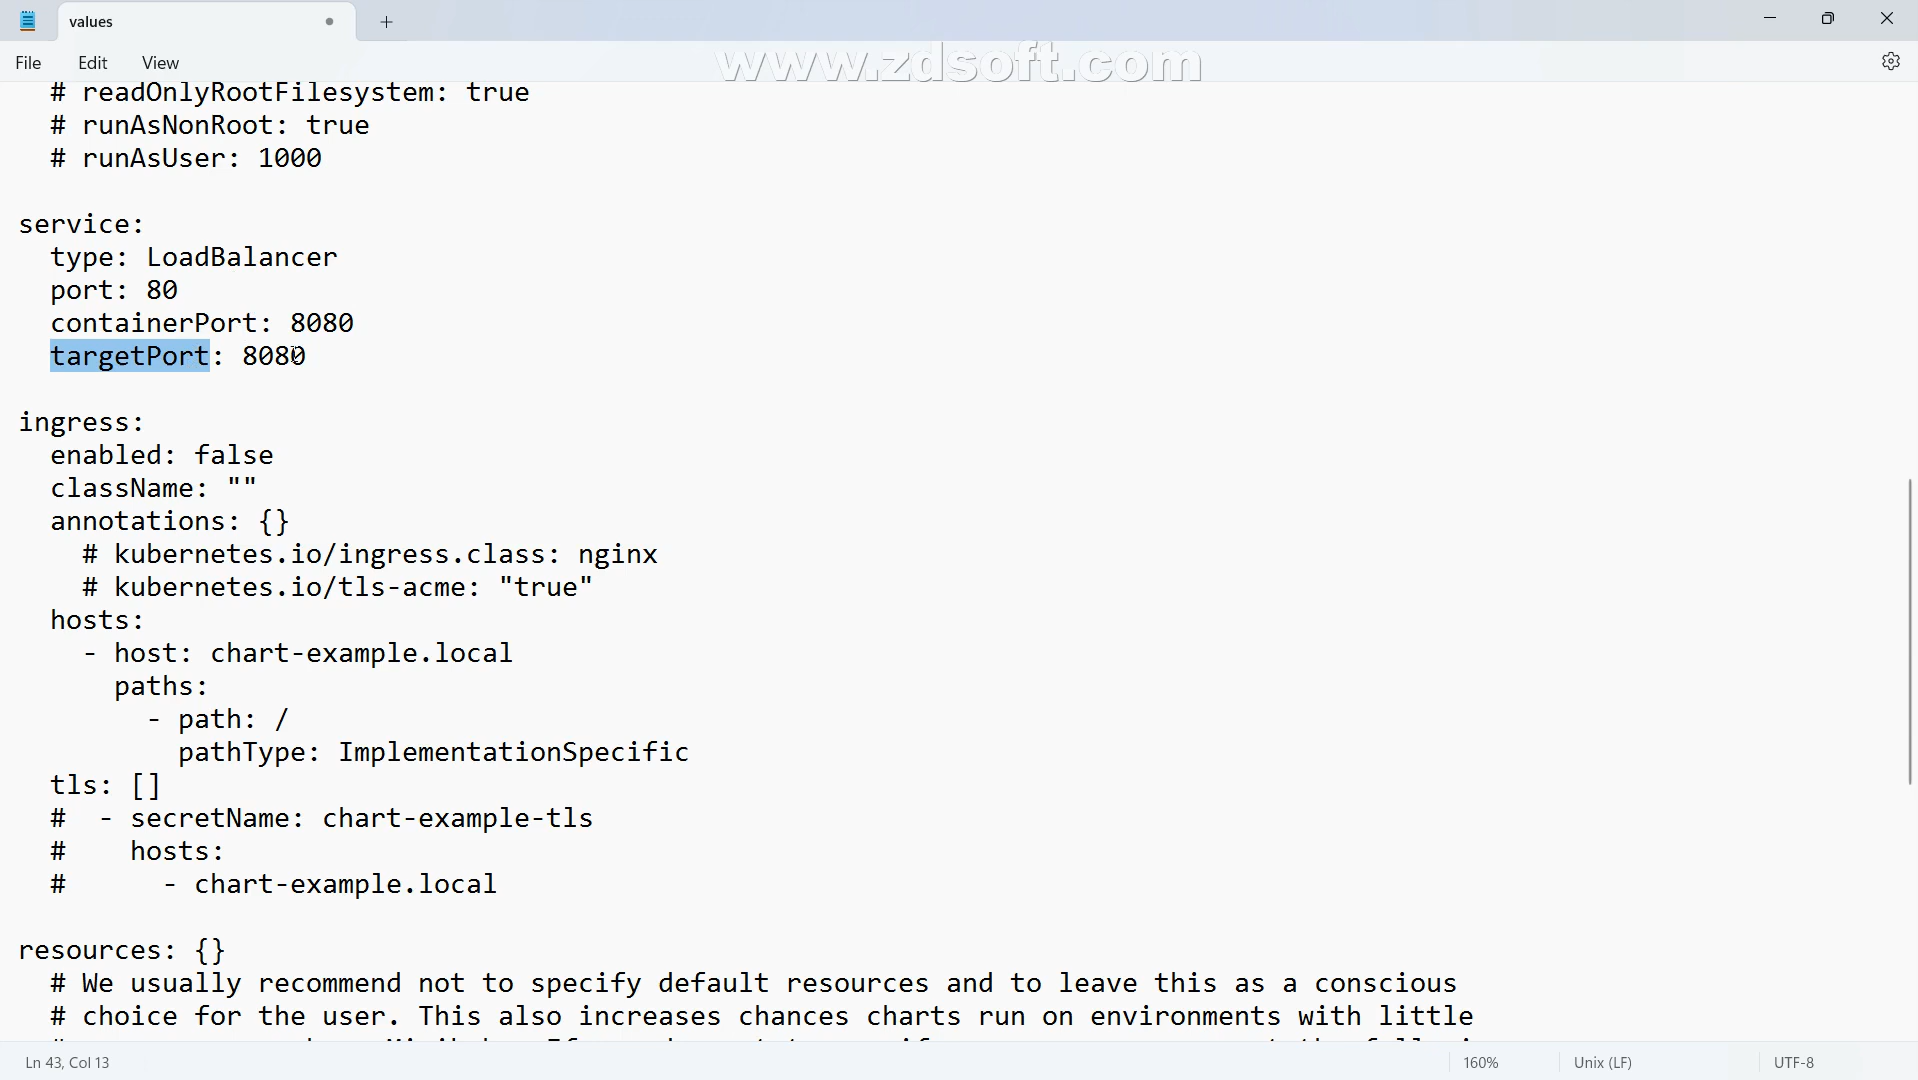 values
File Edit View
www.zdsoft.com
# readOnlyRootFilesystem: true
# runAsNonRoot: true
# runAsUser: 1000
service:
type: LoadBalancer
port: 80
containerPort: 8080
targetPort: 8080
ingress:
enabled: false
className: ""
annotations: {}
# kubernetes.io/ingress.class: nginx
# kubernetes.io/tls-acme: "true"
hosts:
- host: chart-example.local
paths:
- path: /
pathType: ImplementationSpecific
tls: []
# - secretName: chart-example-tls
# hosts:
# - chart-example.local
resources: {}
# We usually recommend not to specify default resources and to leave this as a conscious
# choice for the user. This also increases chances charts run on environments with little
Ln 43, Col 13 160% Unix (LF) UTF-8